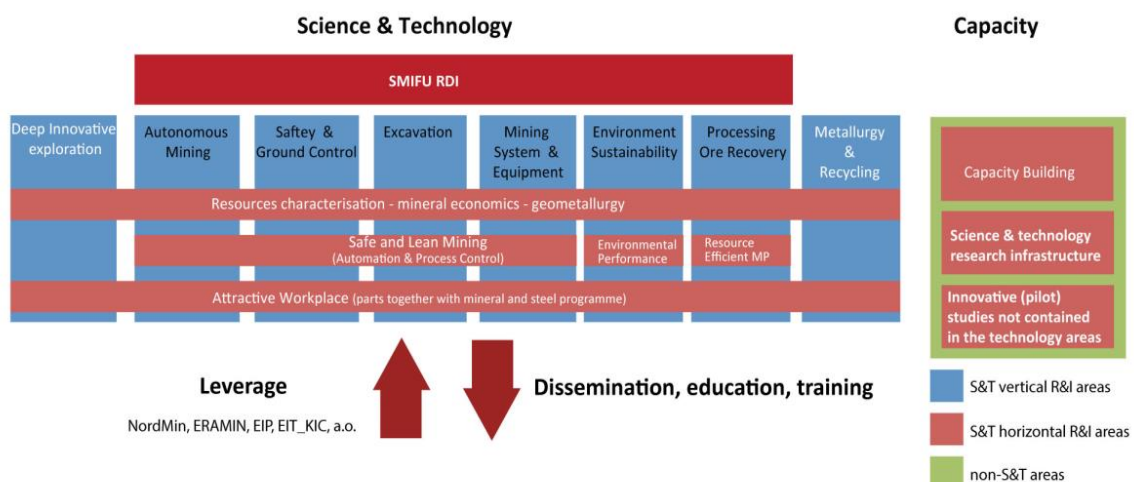 Science & Technology
Capacity
SMIFU RDI
Deep Innovative
exploration
Autonomous
Mining
Saftey &
Ground Control
Excavation
Mining
System &
Equipment
Environment
Sustainability
Processing
Ore Recovery
Metallurgy
&
Recycling
Resources characterisation - mineral economics - geometallurgy
Safe and Lean Mining
(Automation & Process Control)
Environmental
Performance
Resource
Efficient MP
Attractive Workplace (parts together with mineral and steel programme)
Leverage
NordMin, ERAMIN, EIP, EIT_KIC, a.o.
Dissemination, education, training
Capacity Building
Science & technology
research infrastructure
Innovative (pilot)
studies not contained
in the technology areas
S&T vertical R&I areas
S&T horizontal R&I areas
non-S&T areas